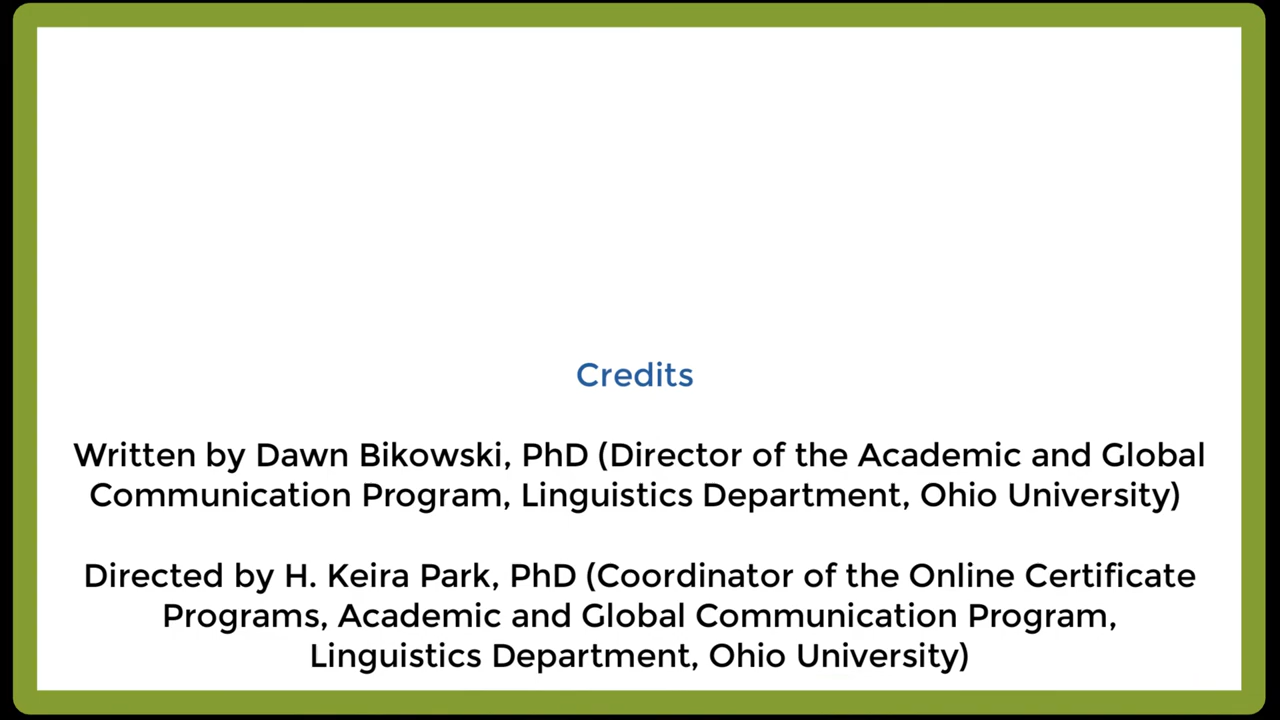 Credits
Written by Dawn Bikowski, PhD (Director of the Academic and Global
Communication Program, Linguistics Department, Ohio University)
Directed by H. Keira Park, PhD (Coordinator of the Online Certificate
Programs, Academic and Global Communication Program,
Linguistics Department, Ohio University)